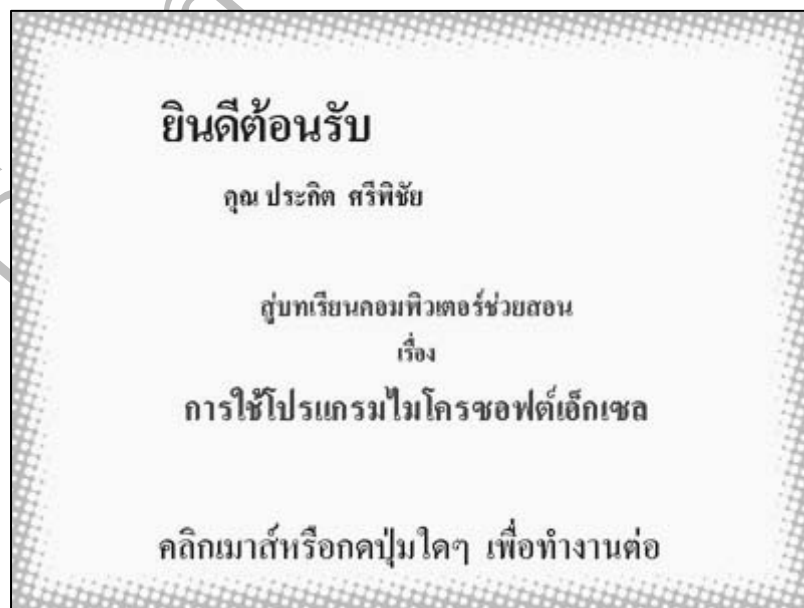 ยินดีต้อนรับ
คุณ ประกิต ศรีพิชัย
สู่บทเรียนคอมพิวเตอร์ช่วยสอน
เรื่อง
การใช้โปรแกรมไมโครซอฟต์เอ็กเซล
คลิกเมาส์หรือกดปุ่มใดๆ เพื่อทำงานต่อ